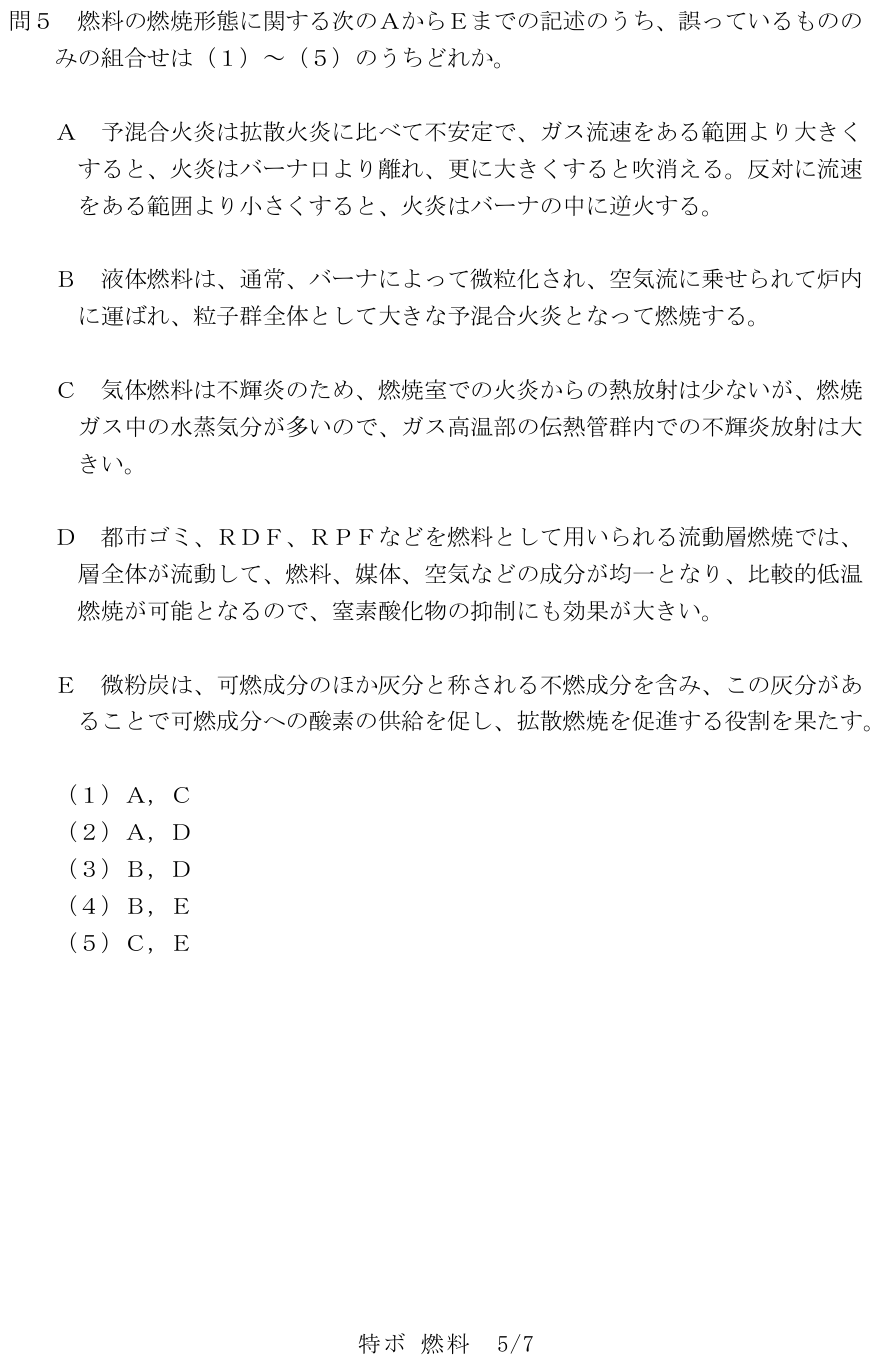 問５　燃料の燃焼形態に関する次のＡからＥまでの記述のうち、誤っているものの
みの組合せは（１）～（５）のうちどれか。
Ａ　予混合火炎は拡散火炎に比べて不安定で、ガス流速をある範囲より大きく
すると、火炎はバーナ口より離れ、更に大きくすると吹消える。反対に流速
をある範囲より小さくすると、火炎はバーナの中に逆火する。
Ｂ　液体燃料は、通常、バーナによって微粒化され、空気流に乗せられて炉内
に運ばれ、粒子群全体として大きな予混合火炎となって燃焼する。
Ｃ　気体燃料は不輝炎のため、燃焼室での火炎からの熱放射は少ないが、燃焼
ガス中の水蒸気分が多いので、ガス高温部の伝熱管群内での不輝炎放射は大
きい。
Ｄ　都市ゴミ、ＲＤＦ、ＲＰＦなどを燃料として用いられる流動層燃焼では、
層全体が流動して、燃料、媒体、空気などの成分が均一となり、比較的低温
燃焼が可能となるので、窒素酸化物の抑制にも効果が大きい。
Ｅ　微粉炭は、可燃成分のほか灰分と称される不燃成分を含み、この灰分があ
ることで可燃成分への酸素の供給を促し、拡散燃焼を促進する役割を果たす。
（１）Ａ，Ｃ
（２）Ａ，Ｄ
（３）Ｂ，Ｄ
（４）Ｂ，Ｅ
（５）Ｃ，Ｅ
特ボ 燃料　5/7